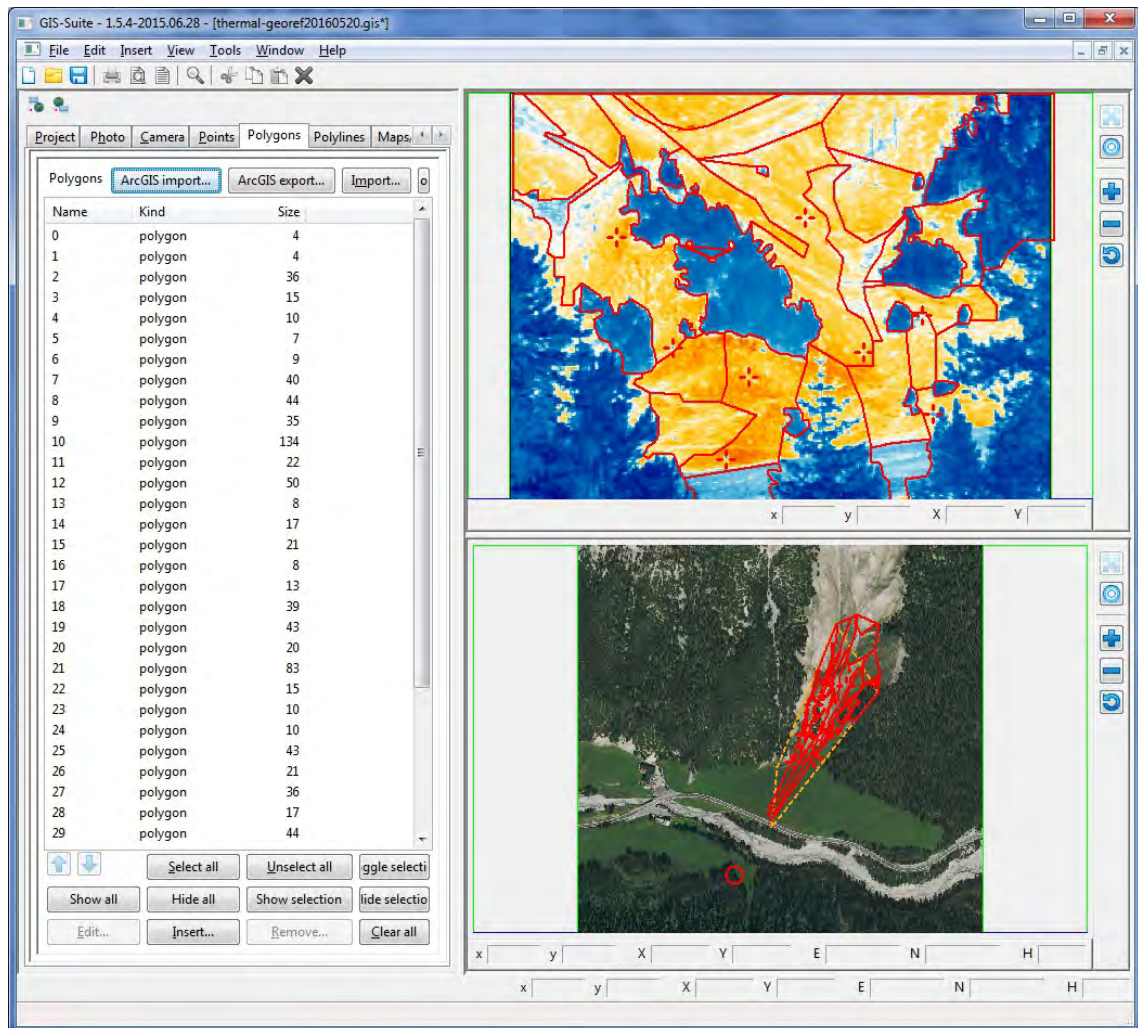 GIS-Suite - 1.5.4-2015.06.28 - [thermal-georef20160520.gis*]
File Edit Insert View Tools Window Help
Project Photo Camera Points Polygons Polylines Maps,
Polygons ArcGIS import... ArcGIS export... Import... o
Name Kind Size
0 polygon 4
1 polygon 4
2 polygon 36
3 polygon 15
4 polygon 10
5 polygon 7
6 polygon 9
7 polygon 40
8 polygon 44
9 polygon 35
10 polygon 134
11 polygon 22
12 polygon 50
13 polygon 8
14 polygon 17
15 polygon 21
16 polygon 8
17 polygon 13
18 polygon 39
19 polygon 43
20 polygon 20
21 polygon 83
22 polygon 15
23 polygon 10
24 polygon 10
25 polygon 43
26 polygon 21
27 polygon 36
28 polygon 17
29 polygon 44
Select all Unselect all ggle selecti
Show all Hide all Show selection lide selectio
Edit... Insert... Remove... Clear all
x y X Y
x y X Y E N H
x y X Y E N H